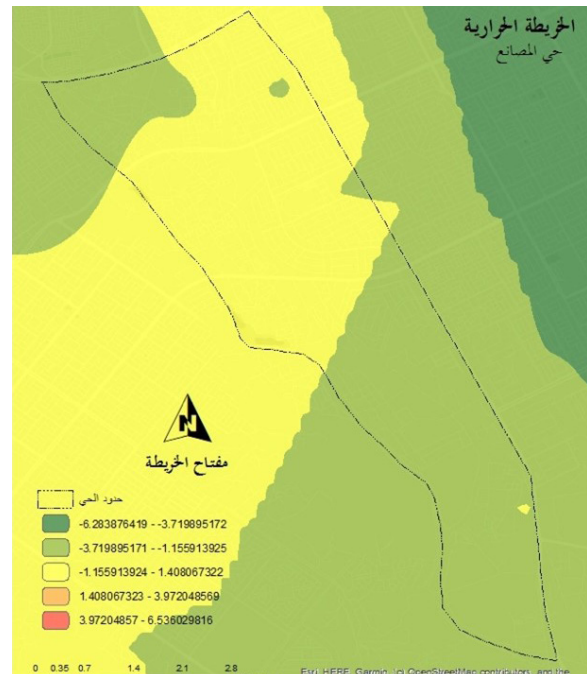 الخريطة الحرارية
حي المصانع
N
مفتاح الخريطة
حدود الحي
-6.283876419 - -3.719895172
-3.719895171 - -1.155913925
-1.155913924 - 1.408067322
1.408067323 - 3.972048569
3.97204857 - 6.536029816
0 0.35 0.7 1.4 2.1 2.8
Esri, HERE, Garmin, (c) OpenStreetMap contributors, and the